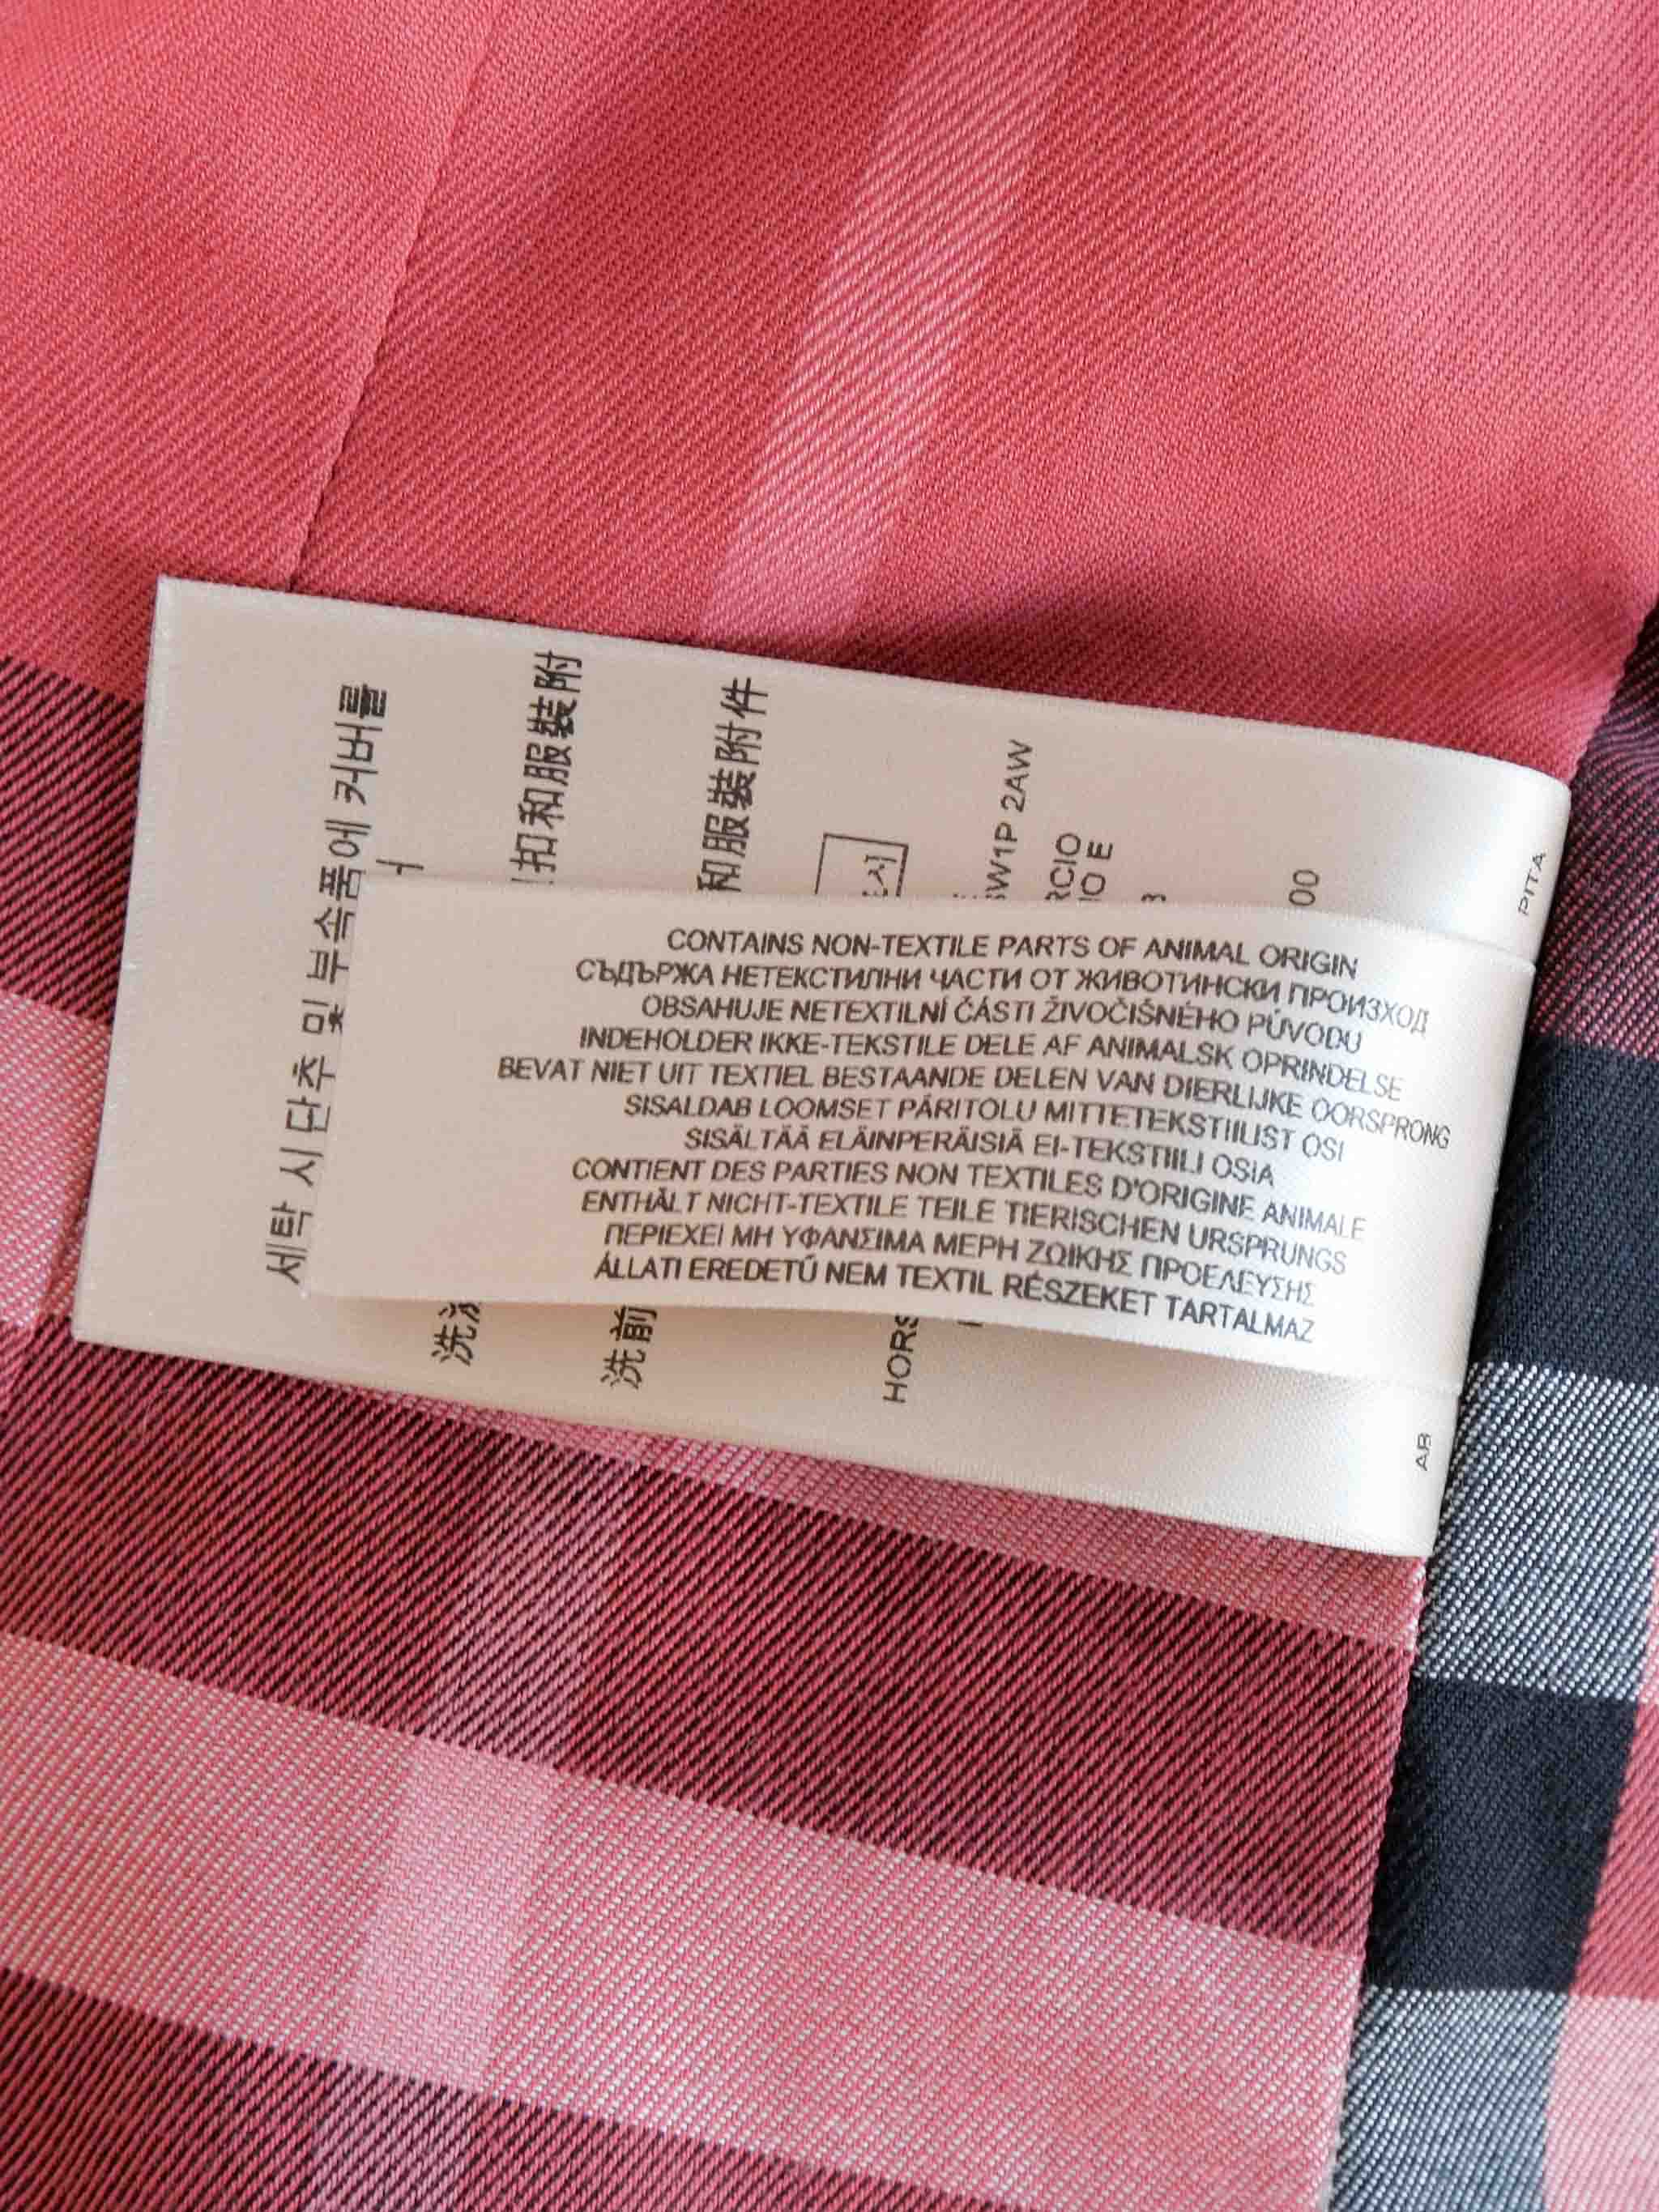 CONTAINS NON-TEXTILE PARTS OF ANIMAL ORIGIN
СЪДЪРЖА НЕТЕКСТИЛНИ ЧАСТИ ОТ ЖИВОТИНСКИ ПРОИЗХОД
OBSAHUJE NETEXTILNÍ ČÁSTI ŽIVOČIŠNÉHO PŮVODU
INDEHOLDER IKKE-TEKSTILE DELE AF ANIMALSK OPRINDELSE
BEVAT NIET UIT TEXTIEL BESTAANDE DELEN VAN DIERLIJKE OORSPRONG
SISALDAB LOOMSET PÄRITOLU MITTETEKSTIILIST OSI
SISÄLTÄÄ ELÄINPERÄISIÄ EI-TEKSTIILI OSIA
CONTIENT DES PARTIES NON TEXTILES D'ORIGINE ANIMALE
ENTHÄLT NICHT-TEXTILE TEILE TIERISCHEN URSPRUNGS
ΠΕΡΙΕΧΕΙ ΜΗ ΥΦΑΝΣΙΜΑ ΜΕΡΗ ΖΩΙΚΗΣ ΠΡΟΕΛΕΥΣΗΣ
ÁLLATI EREDETŰ NEM TEXTIL RÉSZEKET TARTALMAZ
세탁 시 단추 및 부속품에 커버를
洗 扣和服裝附
洗前 和服裝附件
HORS SW1P 2AW
RCIO
IO E
00
AB PITA